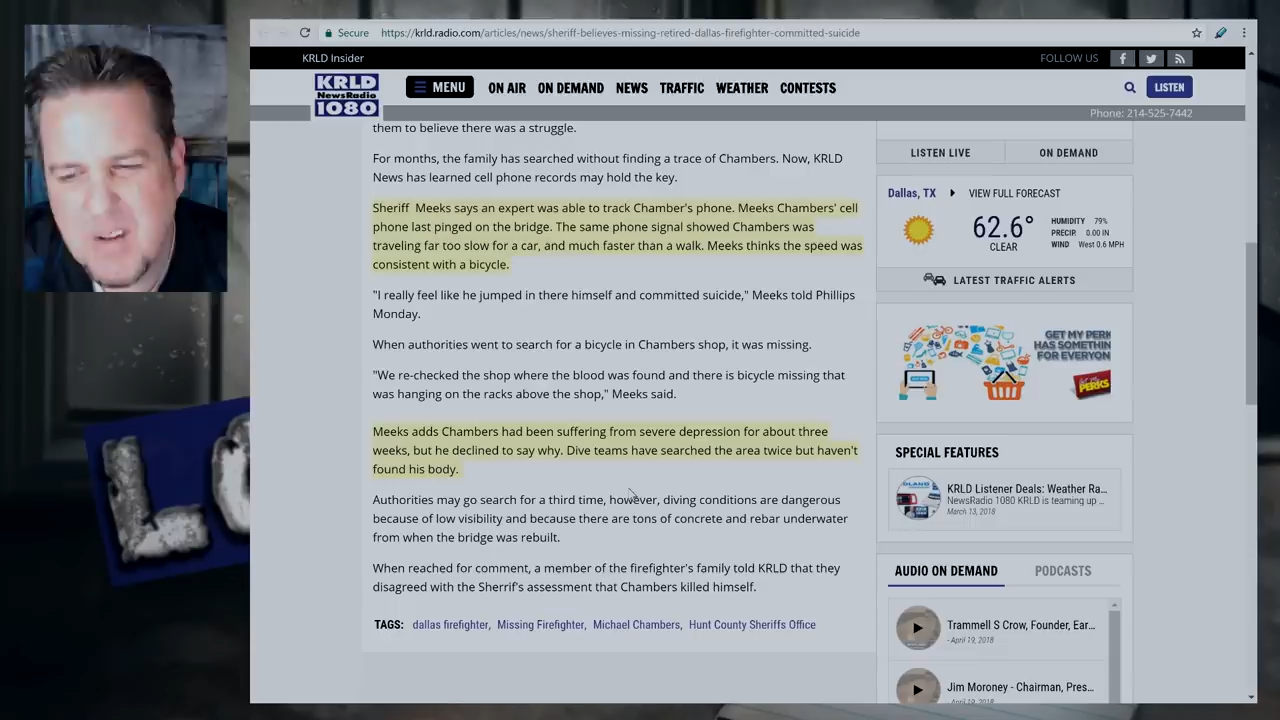 Secure
https://krld.radio.com/articles/news/sheriff-believes-missing-retired-dallas-firefighter-committed-suicide
KRLD Insider
FOLLOW US
KRLD
NewsRadio
1080
MENU
ON AIR
ON DEMAND
NEWS
TRAFFIC
WEATHER
CONTESTS
LISTEN
Phone: 214-525-7442
them to believe there was a struggle.
For months, the family has searched without finding a trace of Chambers. Now, KRLD
News has learned cell phone records may hold the key.
Sheriff Meeks says an expert was able to track Chamber's phone. Meeks Chambers' cell
phone last pinged on the bridge. The same phone signal showed Chambers was
traveling far too slow for a car, and much faster than a walk. Meeks thinks the speed was
consistent with a bicycle.
"I really feel like he jumped in there himself and committed suicide," Meeks told Phillips
Monday.
When authorities went to search for a bicycle in Chambers shop, it was missing.
"We re-checked the shop where the blood was found and there is bicycle missing that
was hanging on the racks above the shop," Meeks said.
Meeks adds Chambers had been suffering from severe depression for about three
weeks, but he declined to say why. Dive teams have searched the area twice but haven't
found his body.
Authorities may go search for a third time, however, diving conditions are dangerous
because of low visibility and because there are tons of concrete and rebar underwater
from when the bridge was rebuilt.
When reached for comment, a member of the firefighter's family told KRLD that they
disagreed with the Sherrif's assessment that Chambers killed himself.
TAGS: dallas firefighter, Missing Firefighter, Michael Chambers, Hunt County Sheriffs Office
LISTEN LIVE
ON DEMAND
Dallas, TX
VIEW FULL FORECAST
62.6°
CLEAR
HUMIDITY 79%
PRECIP. 0.00 IN
WIND West 0.6 MPH
LATEST TRAFFIC ALERTS
GET MY PERK
HAS SOMETHIN
FOR EVERYON
PERKS
SPECIAL FEATURES
KRLD Listener Deals: Weather Ra...
NewsRadio 1080 KRLD is teaming up ...
March 13, 2018
AUDIO ON DEMAND
PODCASTS
Trammell S Crow, Founder, Ear...
- April 19, 2018
Jim Moroney - Chairman, Pres...
- April 19, 2018
LO